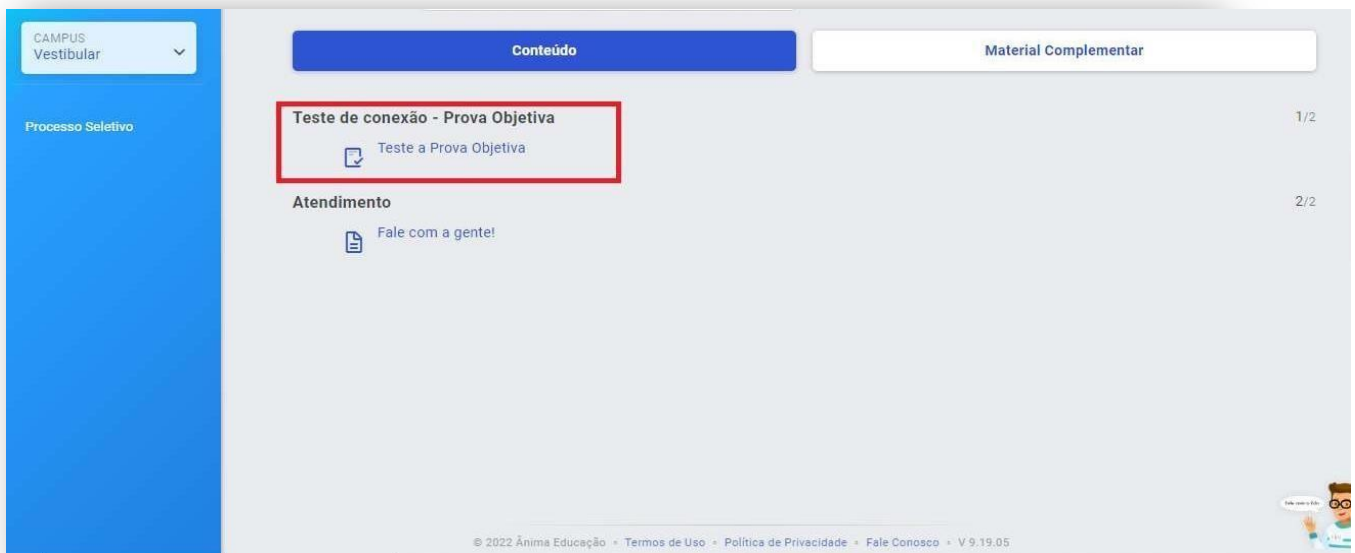 CAMPUS
Vestibular
Processo Seletivo
Conteúdo
Material Complementar
Teste de conexão - Prova Objetiva
1/2
Teste a Prova Objetiva
Atendimento
2/2
Fale com a gente!
© 2022 Ânima Educação • Termos de Uso • Política de Privacidade • Fale Conosco • V 9.19.05